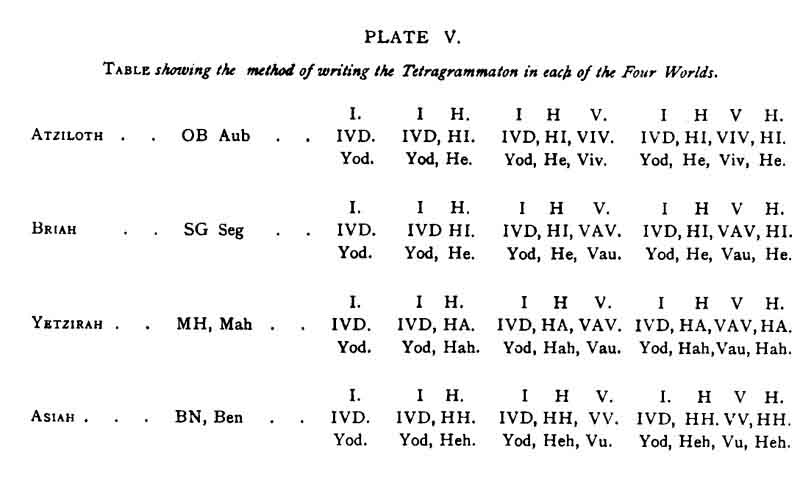 PLATE V.
TABLE showing the method of writing the Tetragrammaton in each of the Four Worlds.
I. I H. I H V. I H V H.
ATZILOTH . . OB Aub . . IVD. IVD, HI. IVD, HI, VIV. IVD, HI, VIV, HI.
Yod. Yod, He. Yod, He, Viv. Yod, He, Viv, He.
I. I H. I H V. I H V H.
BRIAH . . SG Seg . . IVD. IVD HI. IVD, HI, VAV. IVD, HI, VAV, HI.
Yod. Yod, He. Yod, He, Vau. Yod, He, Vau, He.
I. I H. I H V. I H V H.
YETZIRAH . . MH, Mah . . IVD. IVD, HA. IVD, HA, VAV. IVD, HA, VAV, HA.
Yod. Yod, Hah. Yod, Hah, Vau. Yod, Hah, Vau, Hah.
I. I H. I H V. I. H V H.
ASIAH . . . BN, Ben . . IVD. IVD, HH. IVD, HH, VV. IVD, HH. VV, HH.
Yod. Yod, Heh. Yod, Heh, Vu. Yod, Heh, Vu, Heh.